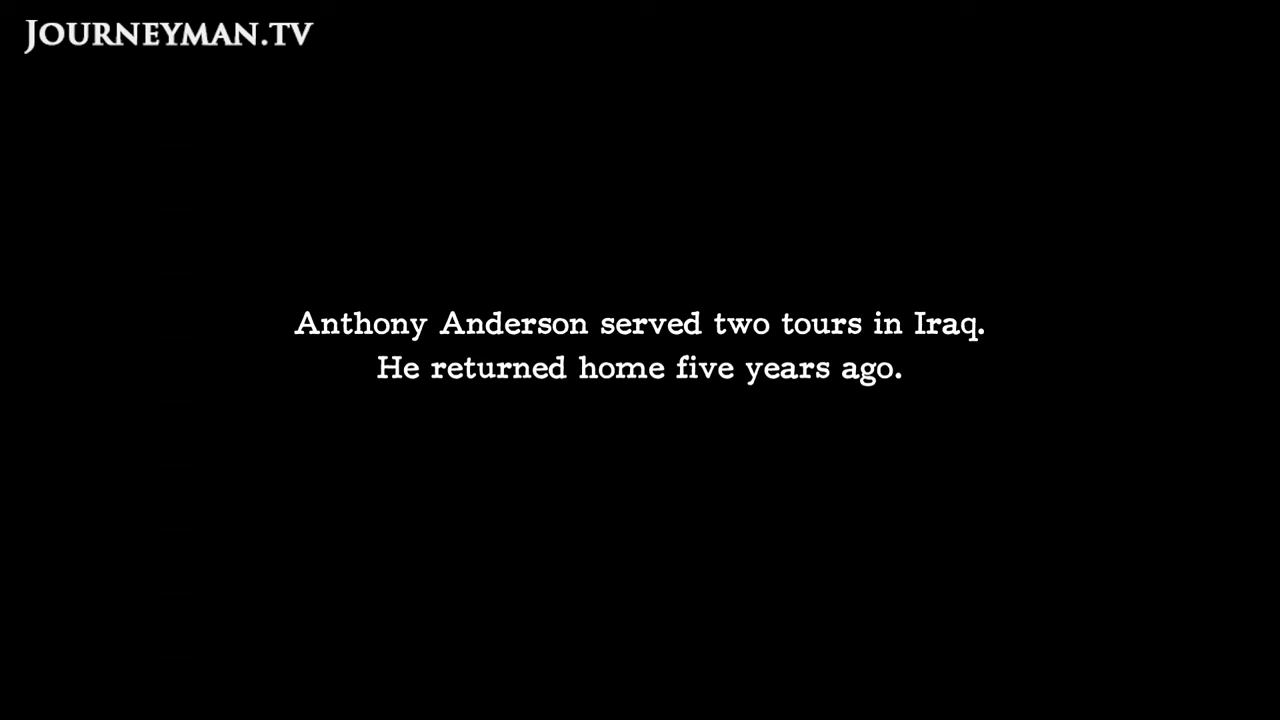 JOURNEYMAN.TV
Anthony Anderson served two tours in Iraq.
He returned home five years ago.